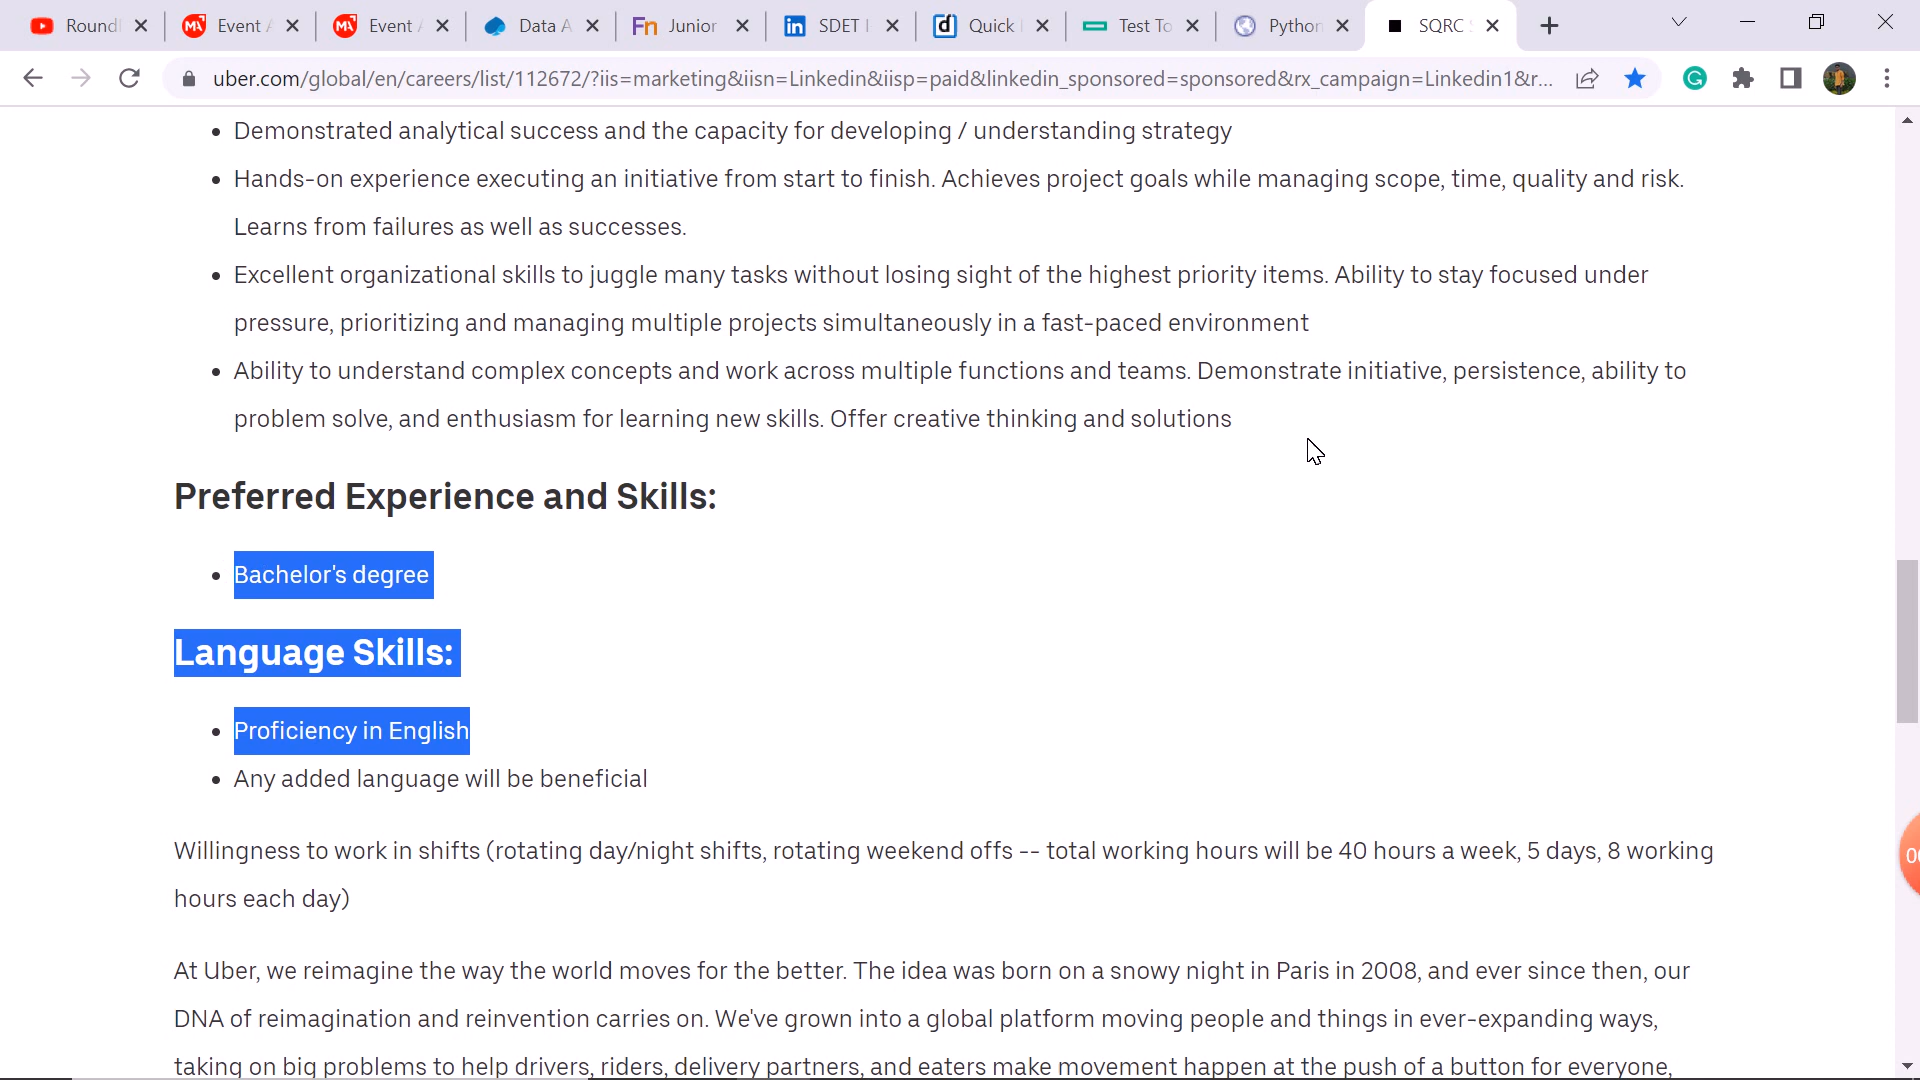 Round
Event
Event
Data A
Fn Junior
in SDET
d Quick
Test To
Python
SQRC
uber.com/global/en/careers/list/112672/?iis=marketing&iisn=Linkedin&iisp=paid&linkedin_sponsored=sponsored&rx_campaign=Linkedin1&r...
• Demonstrated analytical success and the capacity for developing / understanding strategy
• Hands-on experience executing an initiative from start to finish. Achieves project goals while managing scope, time, quality and risk.
Learns from failures as well as successes.
• Excellent organizational skills to juggle many tasks without losing sight of the highest priority items. Ability to stay focused under
pressure, prioritizing and managing multiple projects simultaneously in a fast-paced environment
• Ability to understand complex concepts and work across multiple functions and teams. Demonstrate initiative, persistence, ability to
problem solve, and enthusiasm for learning new skills. Offer creative thinking and solutions
Preferred Experience and Skills:
• Bachelor's degree
Language Skills:
• Proficiency in English
• Any added language will be beneficial
Willingness to work in shifts (rotating day/night shifts, rotating weekend offs -- total working hours will be 40 hours a week, 5 days, 8 working
hours each day)
At Uber, we reimagine the way the world moves for the better. The idea was born on a snowy night in Paris in 2008, and ever since then, our
DNA of reimagination and reinvention carries on. We've grown into a global platform moving people and things in ever-expanding ways,
taking on big problems to help drivers, riders, delivery partners, and eaters make movement happen at the push of a button for everyone,